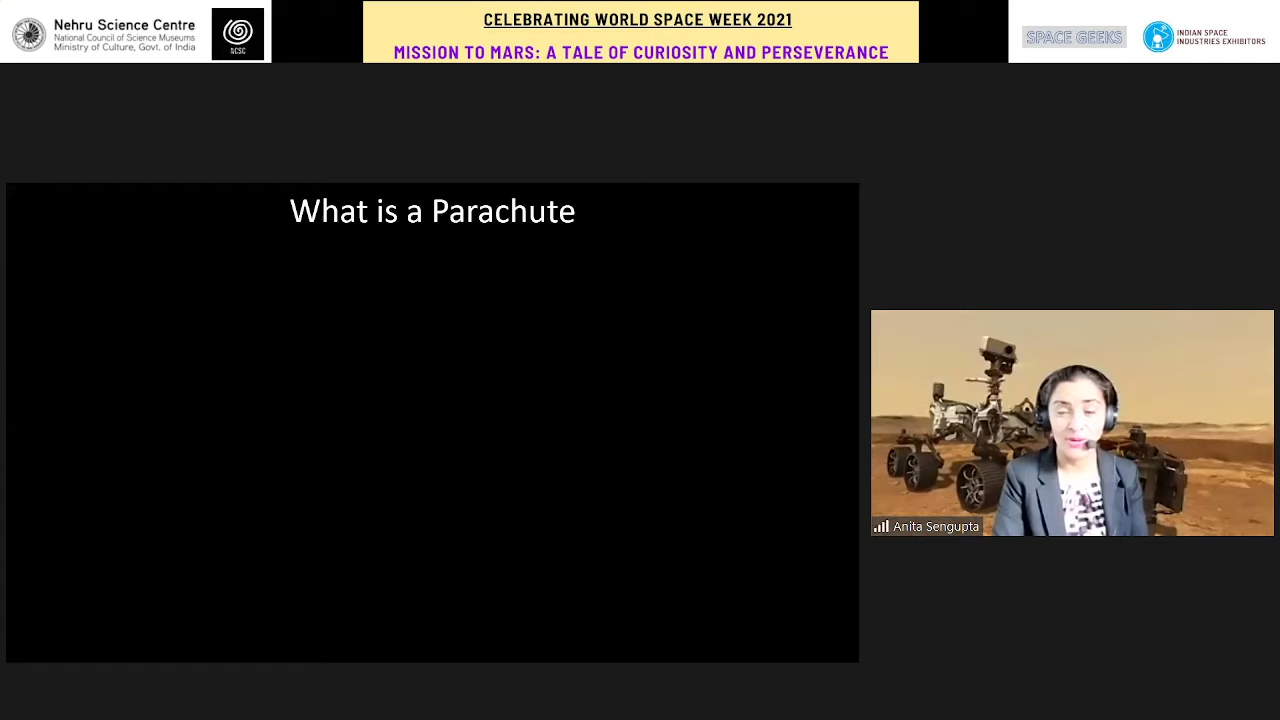 Nehru Science Centre
National Council of Science Museums
Ministry of Culture, Govt. of India
NCSC
CELEBRATING WORLD SPACE WEEK 2021
MISSION TO MARS: A TALE OF CURIOSITY AND PERSEVERANCE
SPACE GEEKS
INDIAN SPACE
INDUSTRIES EXHIBITORS
What is a Parachute
Anita Sengupta